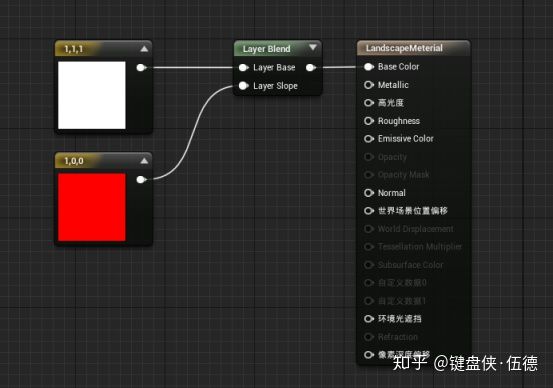 1,1,1
1,0,0
Layer Blend
Layer Base
Layer Slope
LandscapeMeterial
Base Color
Metallic
高光度
Roughness
Emissive Color
Opacity
Opacity Mask
Normal
世界场景位置偏移
World Displacement
Tessellation Multiplier
Subsurface Color
自定义数据0
自定义数据1
环境光遮挡
Refraction
像素深度偏移
知乎 @键盘侠·伍德